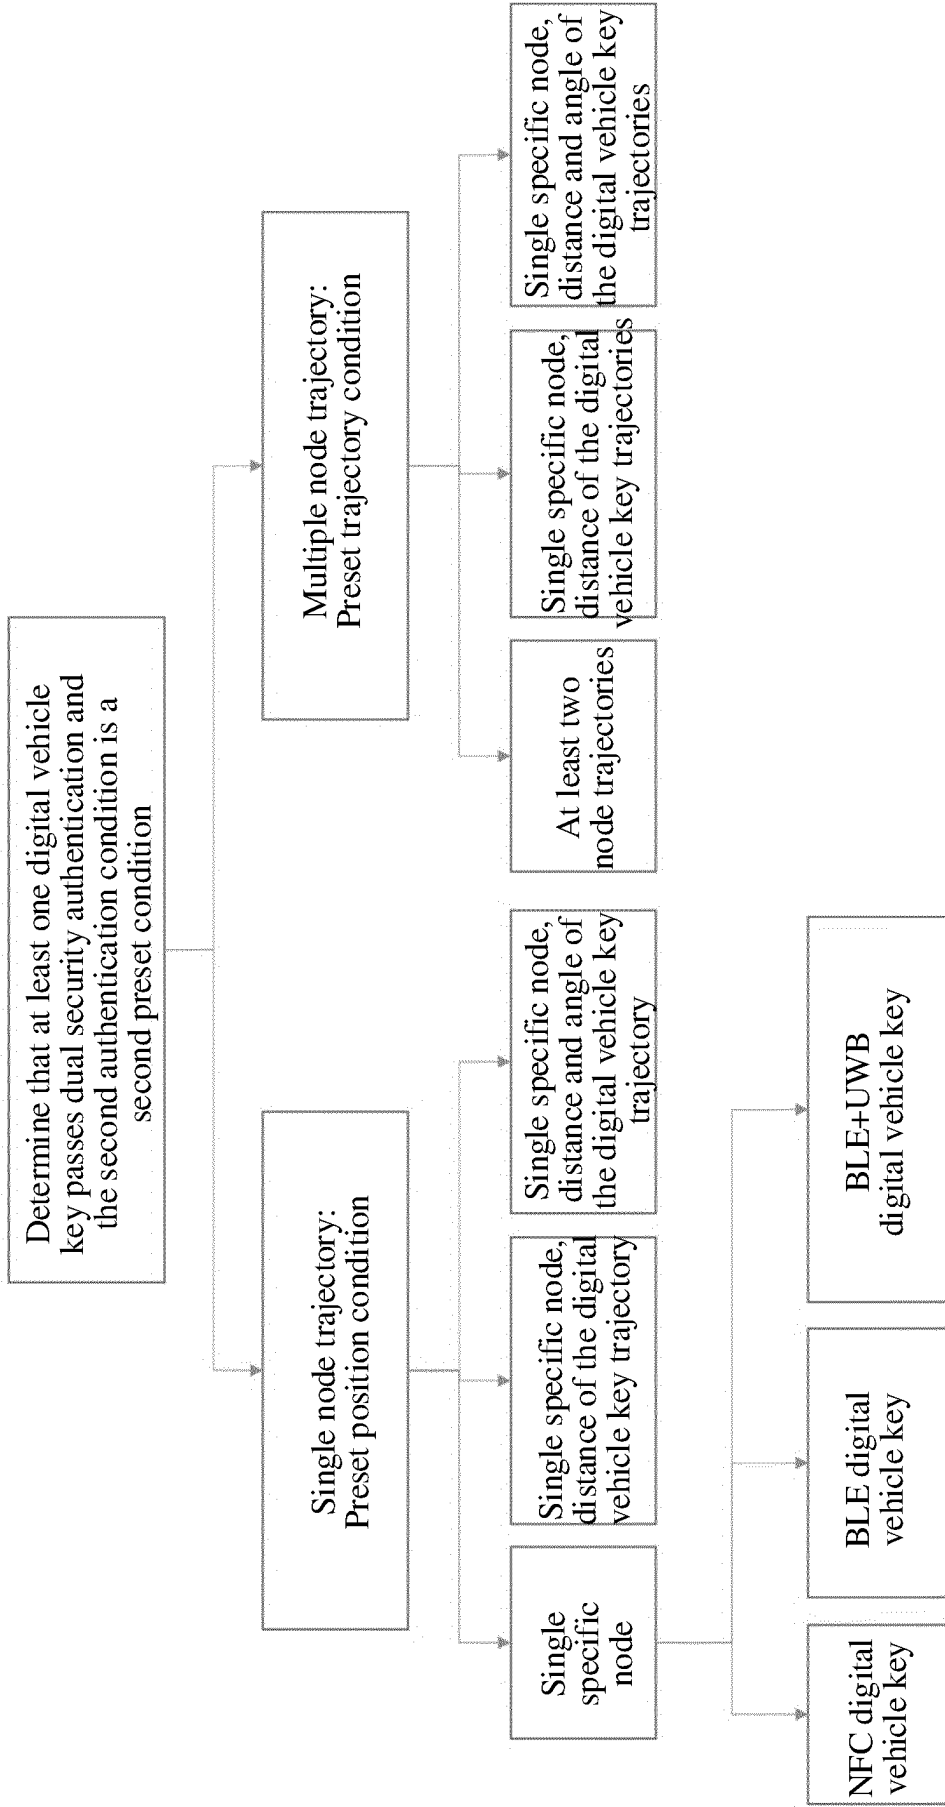 Determine that at least one digital vehicle
key passes dual security authentication and
the second authentication condition is a
second preset condition
Single node trajectory:
Preset position condition
Multiple node trajectory:
Preset trajectory condition
Single
specific
node
Single specific node,
distance of the digital
vehicle key trajectory
Single specific node,
distance and angle of
the digital vehicle key
trajectory
At least two
node trajectories
Single specific node,
distance of the digital
vehicle key trajectories
Single specific node,
distance and angle of
the digital vehicle key
trajectories
NFC digital
vehicle key
BLE digital
vehicle key
BLE+UWB
digital vehicle key